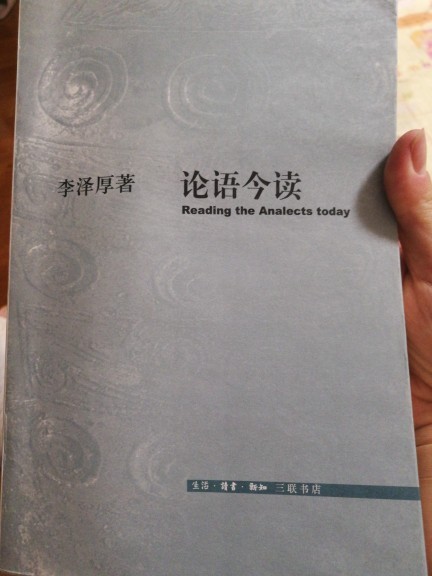 李泽厚著
论语今读
Reading the Analects today
生活·讀書·新知 三联书店